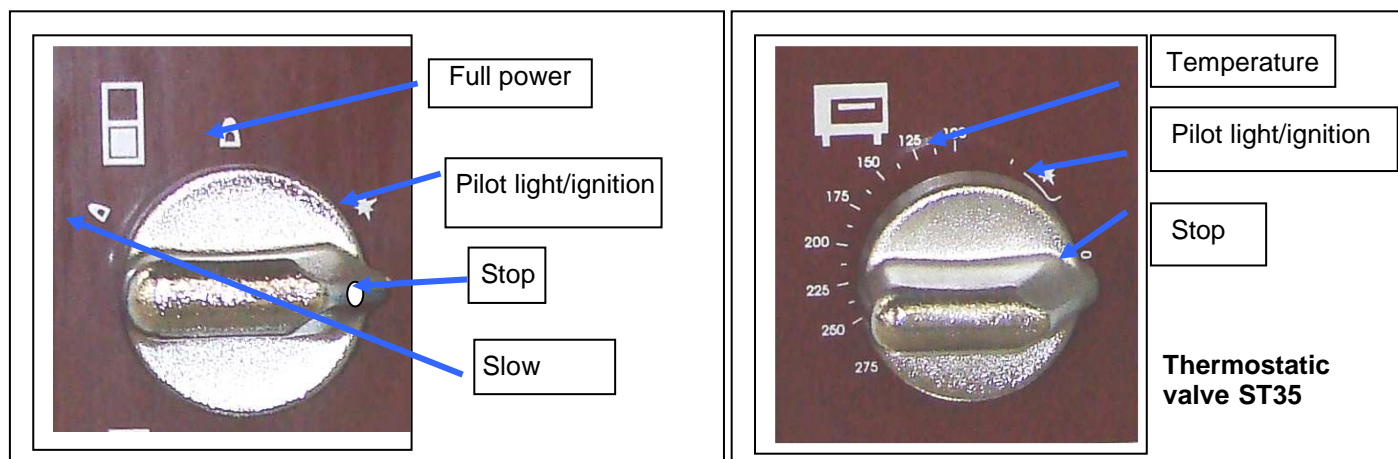 Full power
Pilot light/ignition
Stop
Slow
Temperature
Pilot light/ignition
Stop
Thermostatic
valve ST35
0
100
125
150
175
200
225
250
275